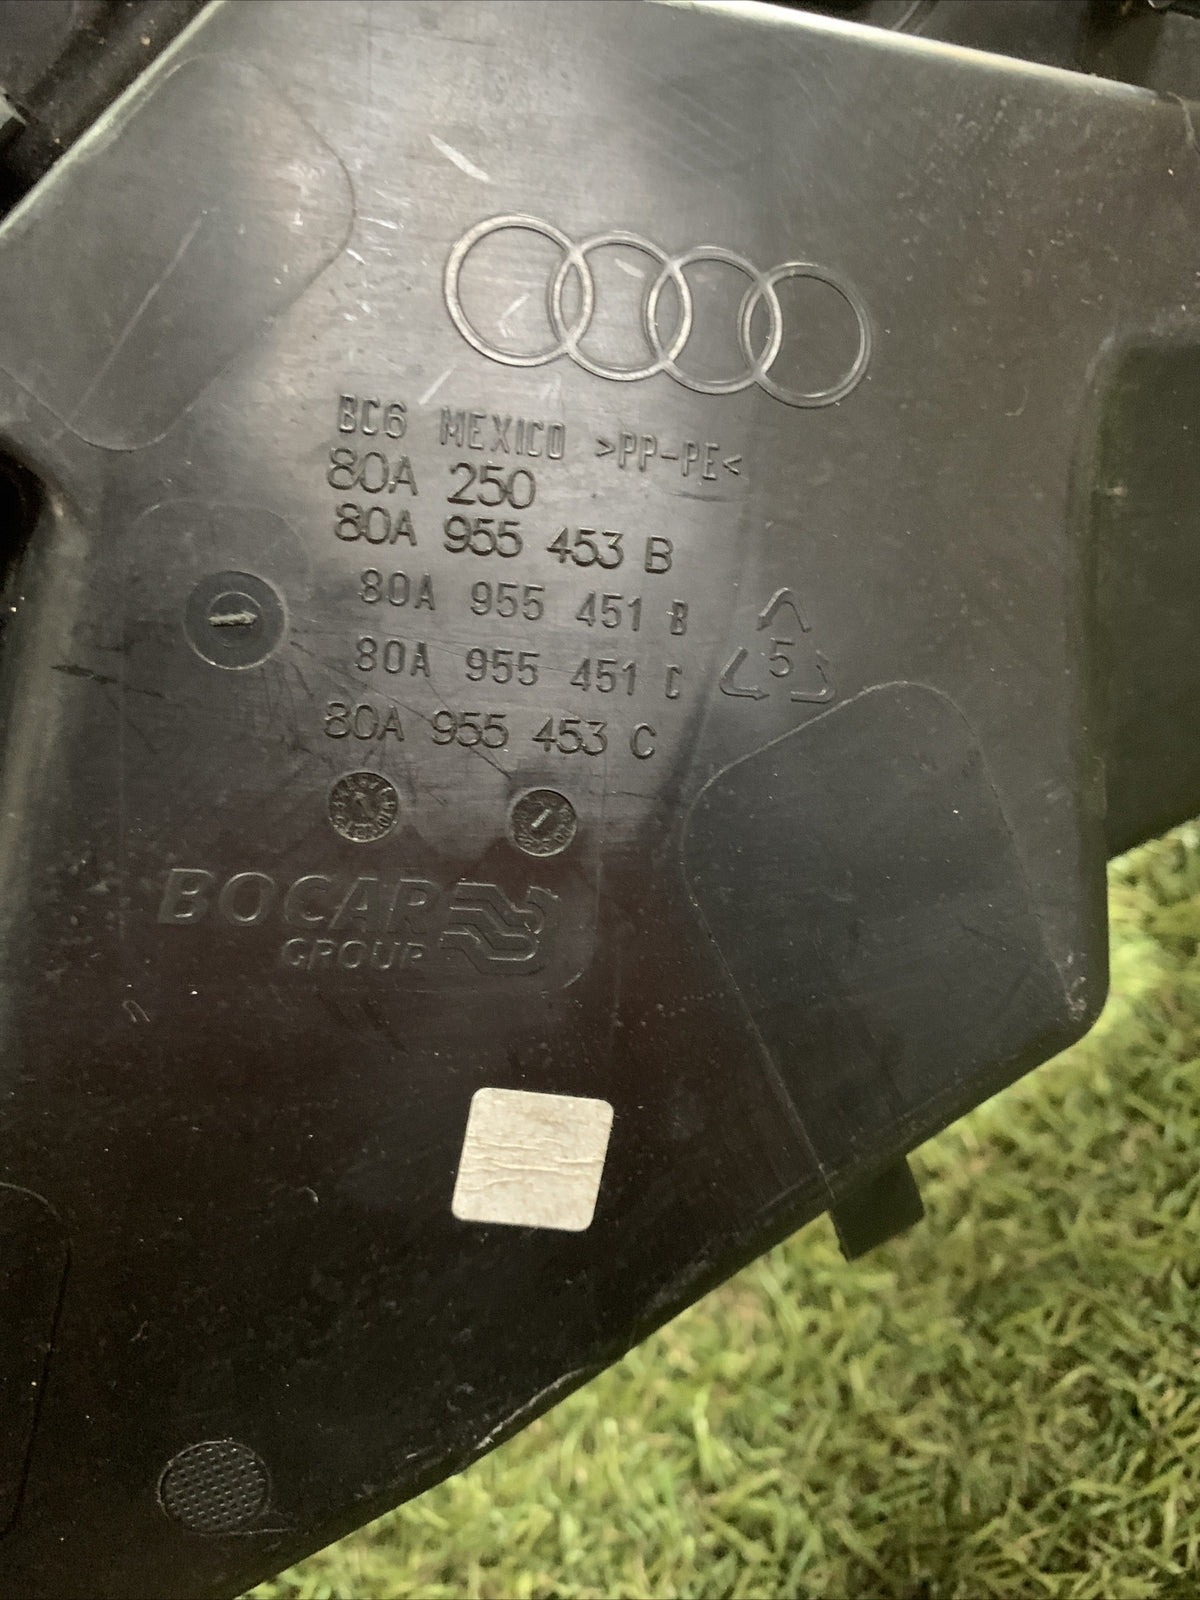 BC6 MEXICO >PP-PE<
80A 250
80A 955 453 B
80A 955 451 B
80A 955 451 C
5
80A 955 453 C
BOCAR
GROUP